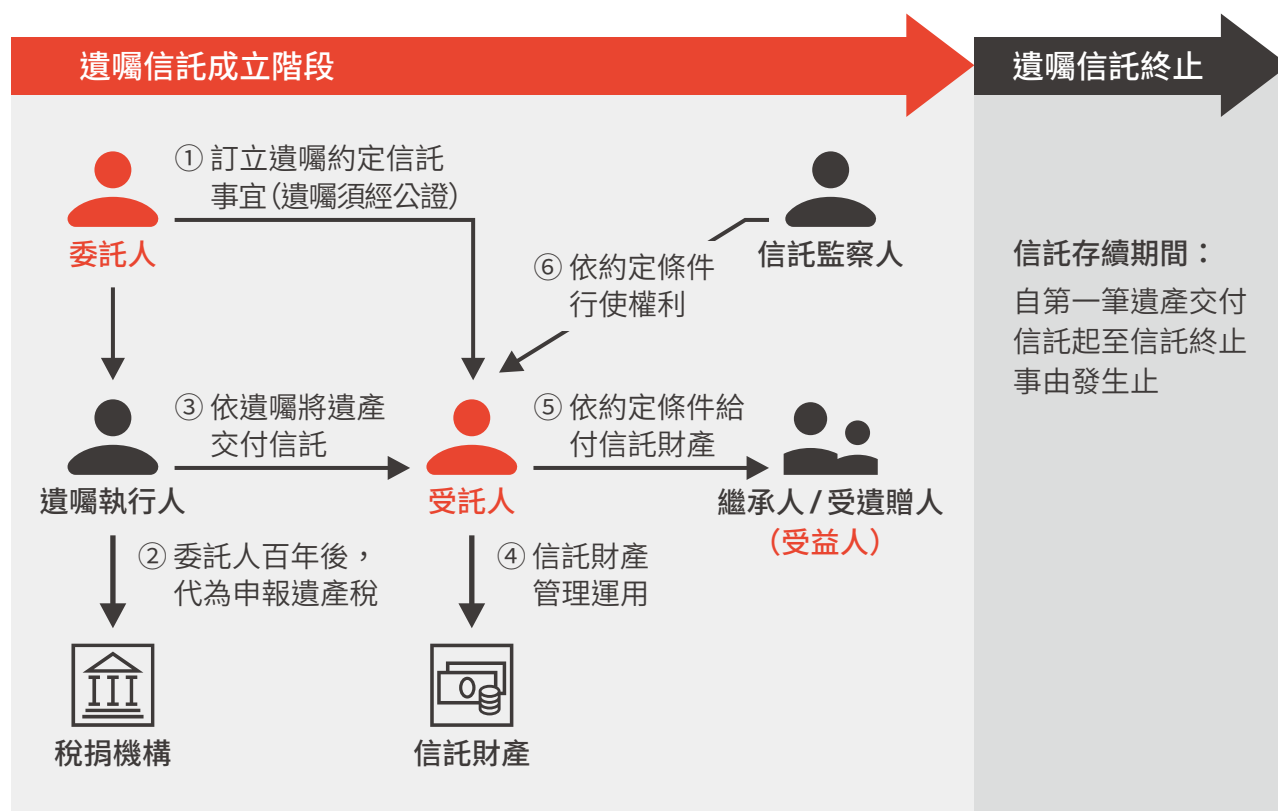 遺囑信託成立階段
遺囑信託終止
① 訂立遺囑約定信託
事宜(遺囑須經公證)
委託人
信託監察人
⑥ 依約定條件
行使權利
③ 依遺囑將遺產
交付信託
⑤ 依約定條件給
付信託財產
遺囑執行人
受託人
繼承人/受遺贈人
(受益人)
② 委託人百年後，
代為申報遺產稅
④ 信託財產
管理運用
稅捐機構
信託財產
信託存續期間：
自第一筆遺產交付
信託起至信託終止
事由發生止